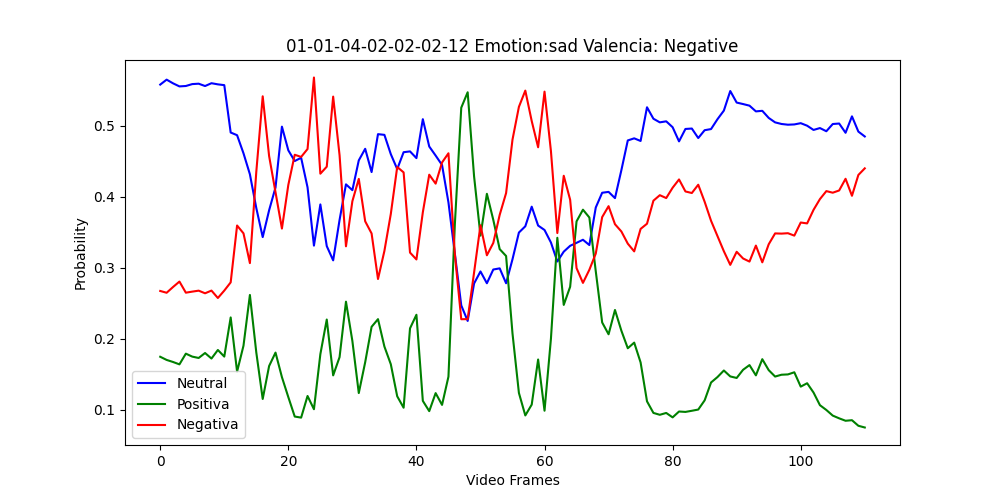 01-01-04-02-02-02-12 Emotion:sad Valencia: Negative
Probability
0.5
0.4
0.3
0.2
0.1
Neutral
Positiva
Negativa
0 20 40 60 80 100
Video Frames